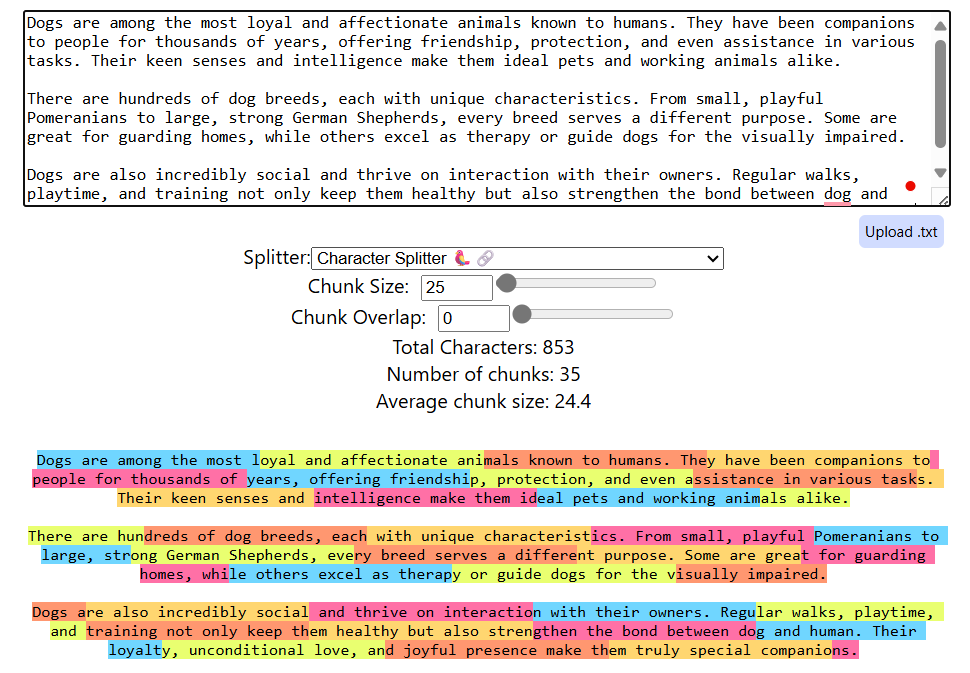 Dogs are among the most loyal and affectionate animals known to humans. They have been companions
to people for thousands of years, offering friendship, protection, and even assistance in various
tasks. Their keen senses and intelligence make them ideal pets and working animals alike.
There are hundreds of dog breeds, each with unique characteristics. From small, playful
Pomeranians to large, strong German Shepherds, every breed serves a different purpose. Some are
great for guarding homes, while others excel as therapy or guide dogs for the visually impaired.
Dogs are also incredibly social and thrive on interaction with their owners. Regular walks,
playtime, and training not only keep them healthy but also strengthen the bond between dog and
Upload .txt
Splitter: Character Splitter 🦜🔗
Chunk Size: 25
Chunk Overlap: 0
Total Characters: 853
Number of chunks: 35
Average chunk size: 24.4
Dogs are among the most loyal and affectionate animals known to humans. They have been companions to
people for thousands of years, offering friendship, protection, and even assistance in various tasks.
Their keen senses and intelligence make them ideal pets and working animals alike.
There are hundreds of dog breeds, each with unique characteristics. From small, playful Pomeranians to
large, strong German Shepherds, every breed serves a different purpose. Some are great for guarding
homes, while others excel as therapy or guide dogs for the visually impaired.
Dogs are also incredibly social and thrive on interaction with their owners. Regular walks, playtime,
and training not only keep them healthy but also strengthen the bond between dog and human. Their
loyalty, unconditional love, and joyful presence make them truly special companions.